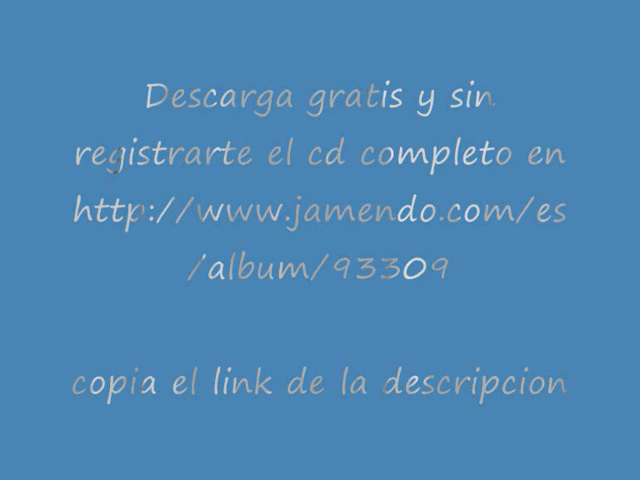 Descarga gratis y sin
registrarte el cd completo en
http://www.jamendo.com/es
/album/93309
copia el link de la descripcion